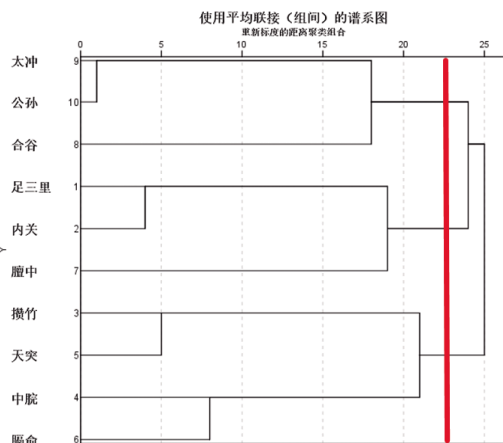 使用平均联接（组间）的谱系图
重新标度的距离聚类组合
0 5 10 15 20 25
太冲 9
公孙 10
合谷 8
足三里 1
内关 2
膻中 7
攒竹 3
天突 5
中脘 4
膈俞 6
Y